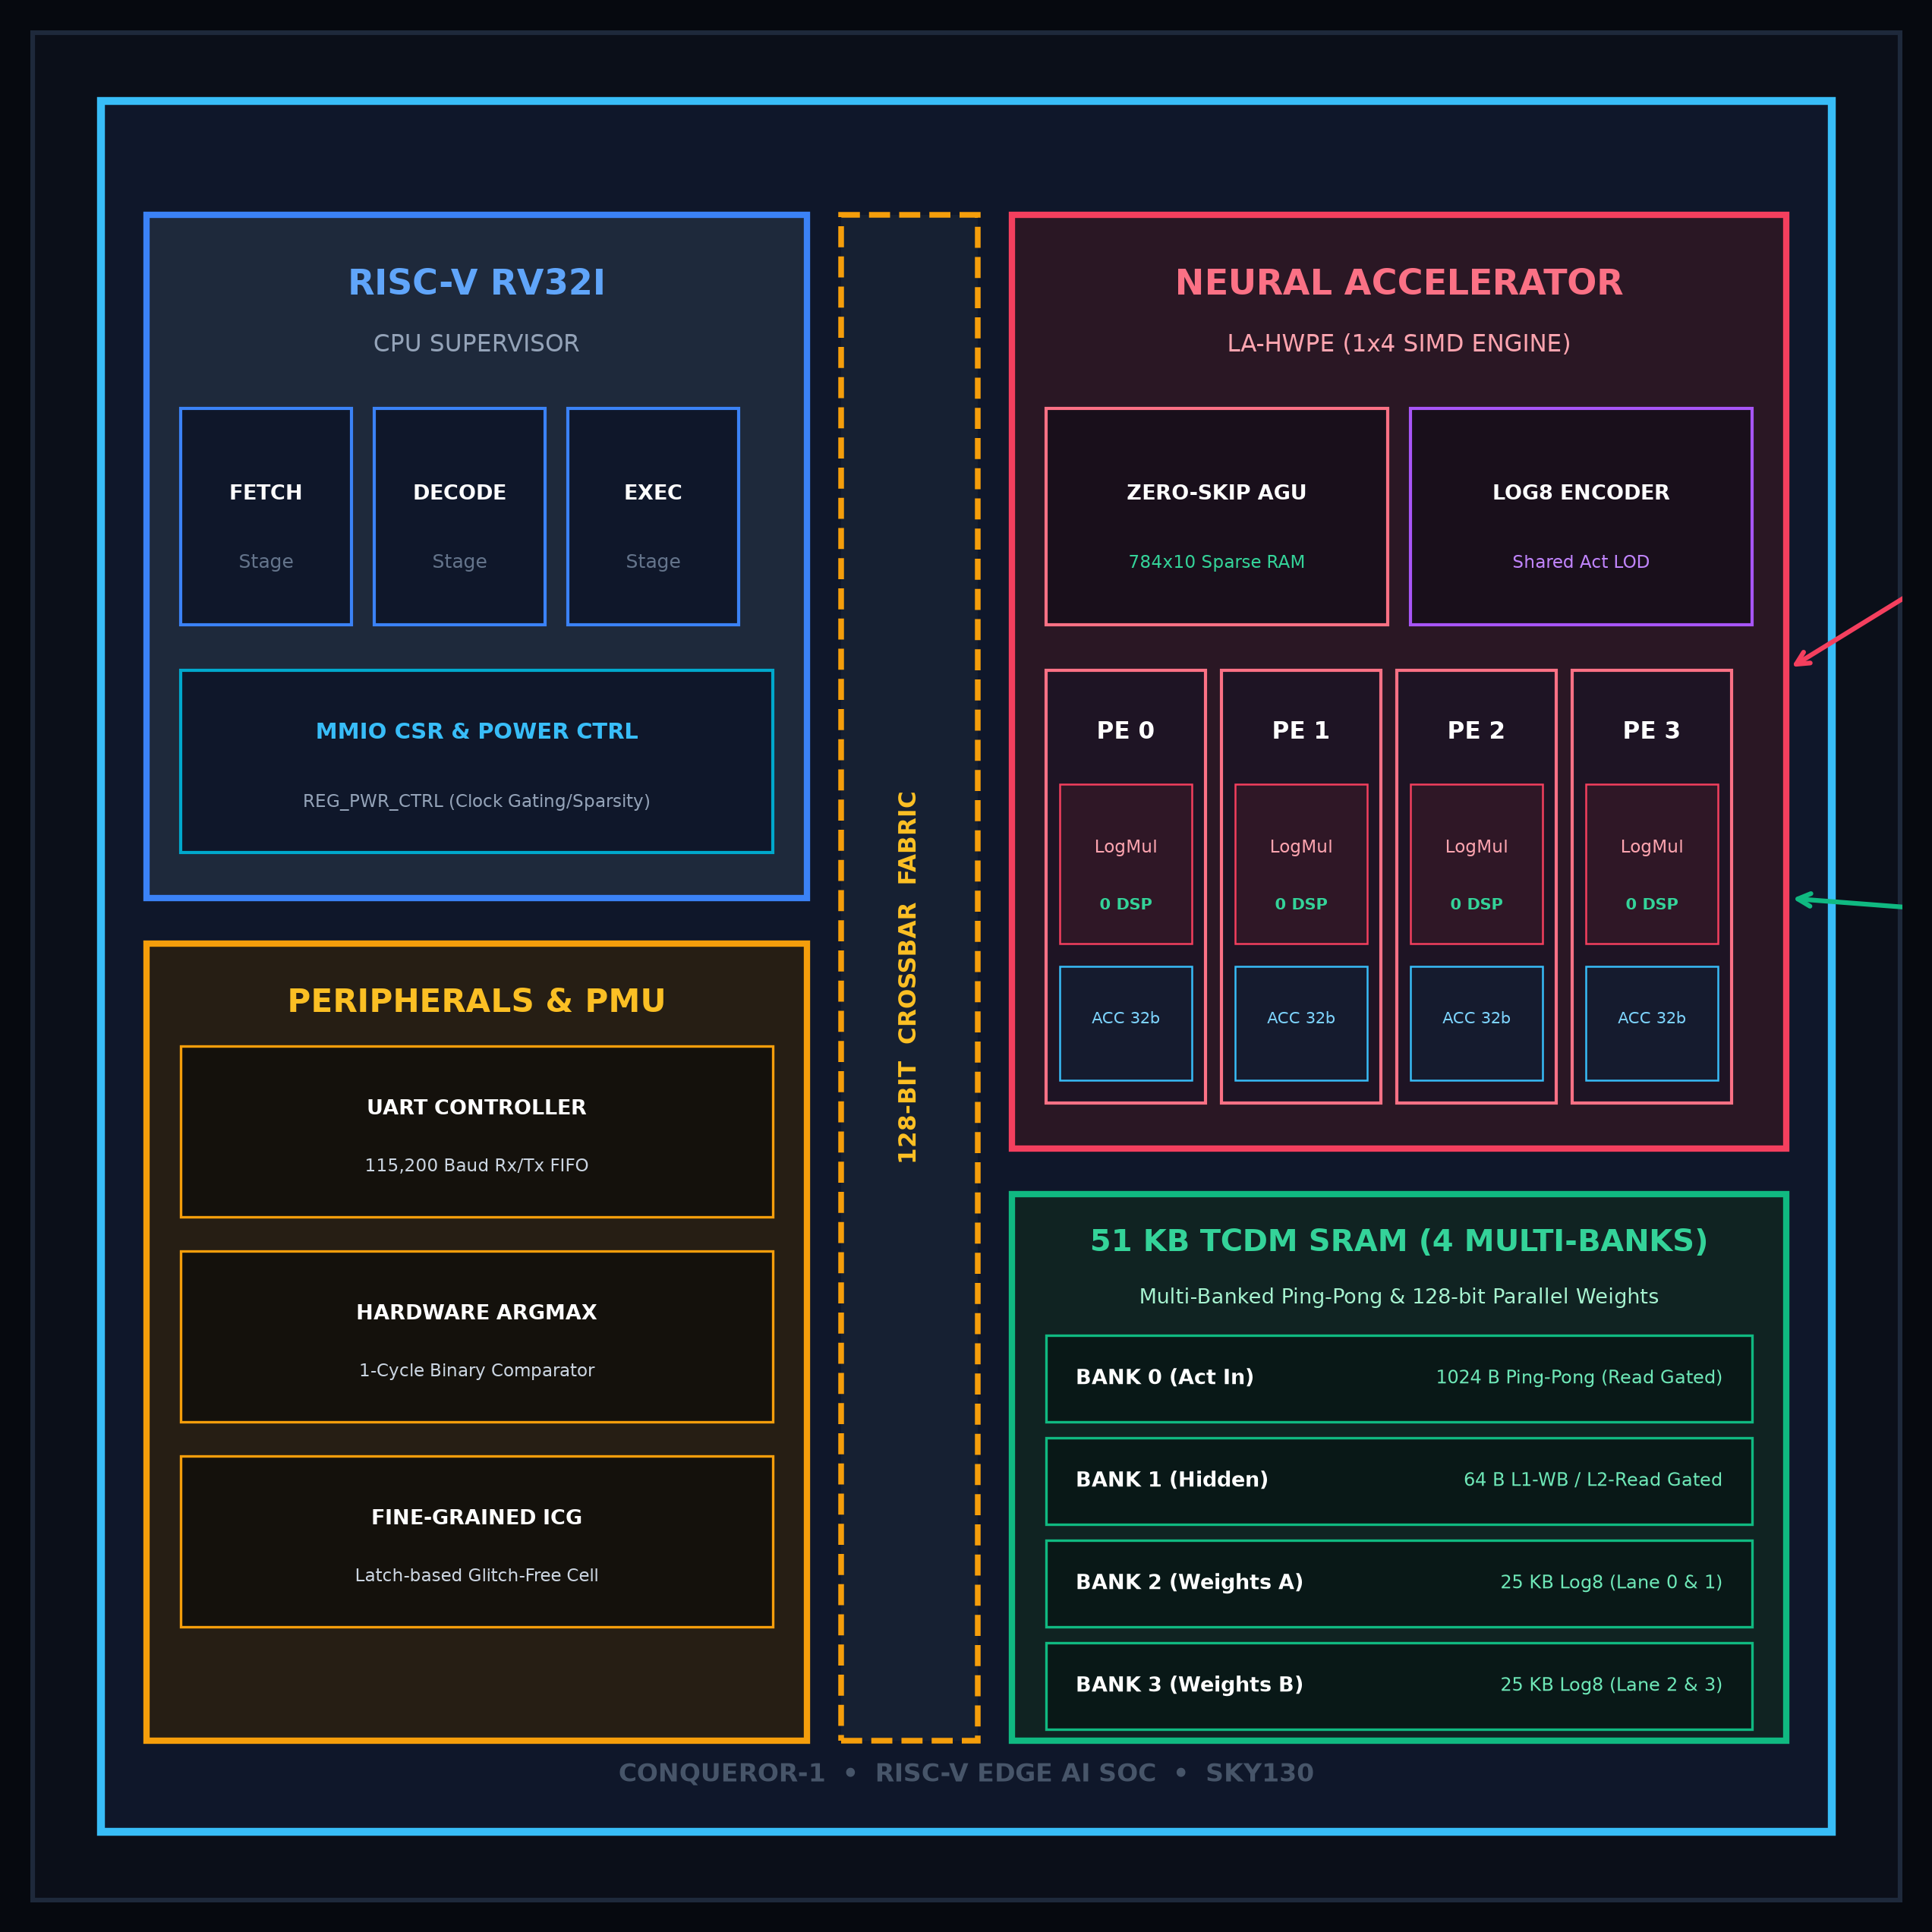 RISC-V RV32I
CPU SUPERVISOR
FETCH
Stage
DECODE
Stage
EXEC
Stage
MMIO CSR & POWER CTRL
REG_PWR_CTRL (Clock Gating/Sparsity)
PERIPHERALS & PMU
UART CONTROLLER
115,200 Baud Rx/Tx FIFO
HARDWARE ARGMAX
1-Cycle Binary Comparator
FINE-GRAINED ICG
Latch-based Glitch-Free Cell
128-BIT CROSSBAR FABRIC
NEURAL ACCELERATOR
LA-HWPE (1x4 SIMD ENGINE)
ZERO-SKIP AGU
784x10 Sparse RAM
LOG8 ENCODER
Shared Act LOD
PE 0
LogMul
0 DSP
ACC 32b
PE 1
LogMul
0 DSP
ACC 32b
PE 2
LogMul
0 DSP
ACC 32b
PE 3
LogMul
0 DSP
ACC 32b
51 KB TCDM SRAM (4 MULTI-BANKS)
Multi-Banked Ping-Pong & 128-bit Parallel Weights
BANK 0 (Act In) 1024 B Ping-Pong (Read Gated)
BANK 1 (Hidden) 64 B L1-WB / L2-Read Gated
BANK 2 (Weights A) 25 KB Log8 (Lane 0 & 1)
BANK 3 (Weights B) 25 KB Log8 (Lane 2 & 3)
CONQUEROR-1 • RISC-V EDGE AI SOC • SKY130